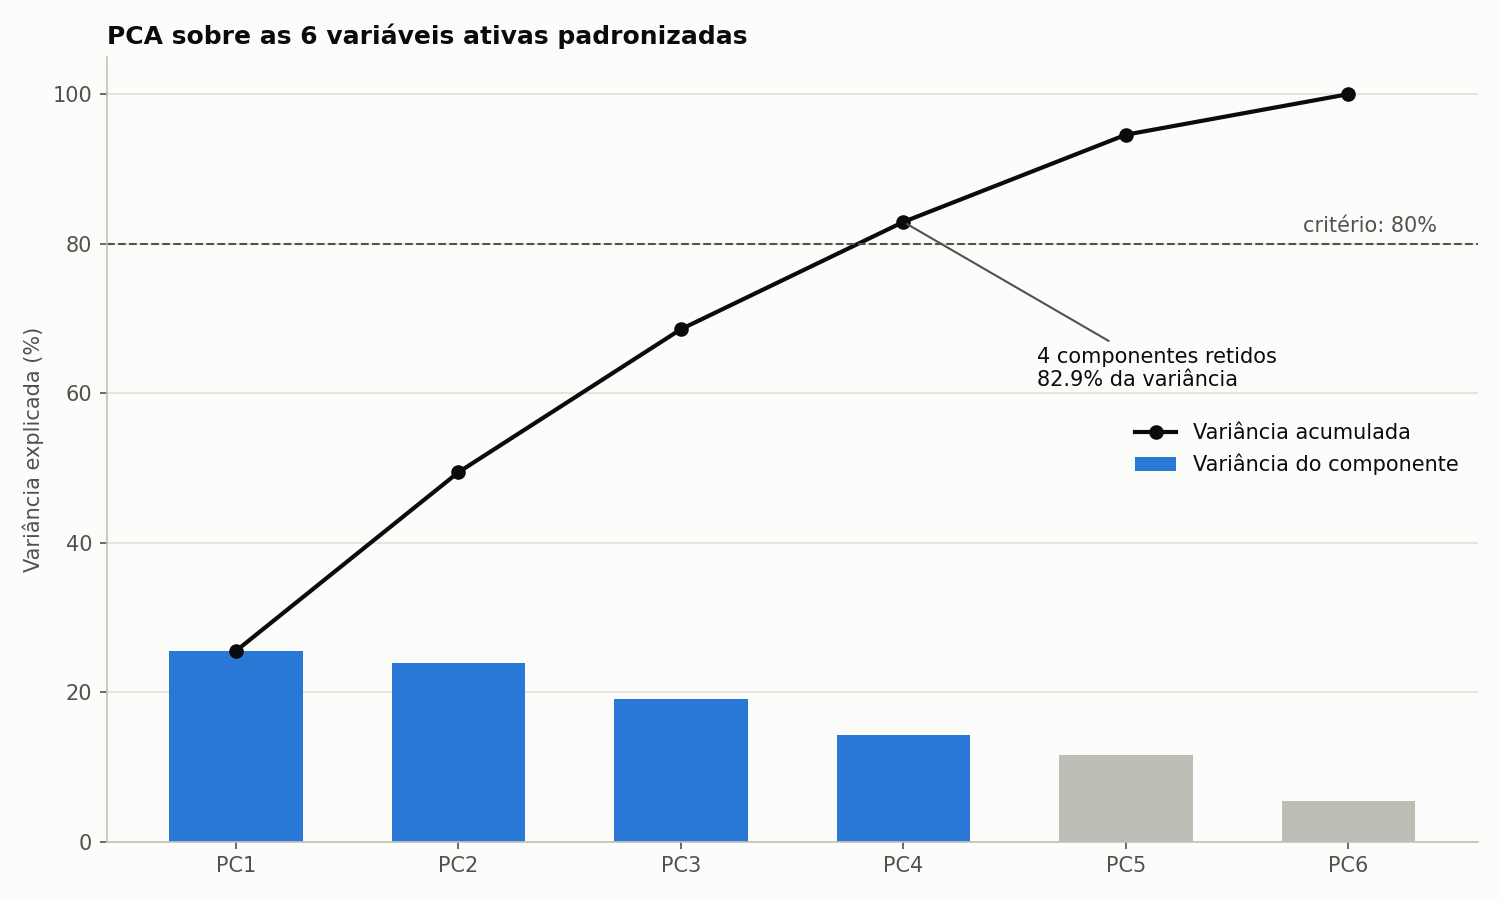 PCA sobre as 6 variáveis ativas padronizadas
Variância explicada (%)
100
80
60
40
20
0
critério: 80%
4 componentes retidos
82.9% da variância
Variância acumulada
Variância do componente
PC1
PC2
PC3
PC4
PC5
PC6